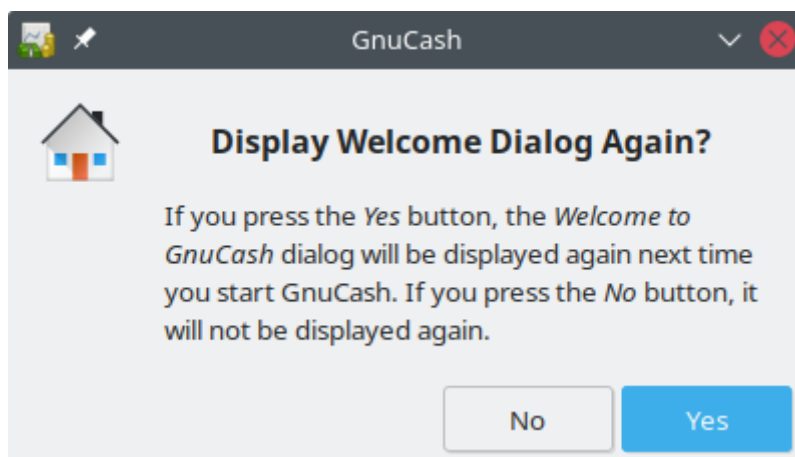 GnuCash
Display Welcome Dialog Again?
If you press the Yes button, the Welcome to
GnuCash dialog will be displayed again next time
you start GnuCash. If you press the No button, it
will not be displayed again.
No
Yes